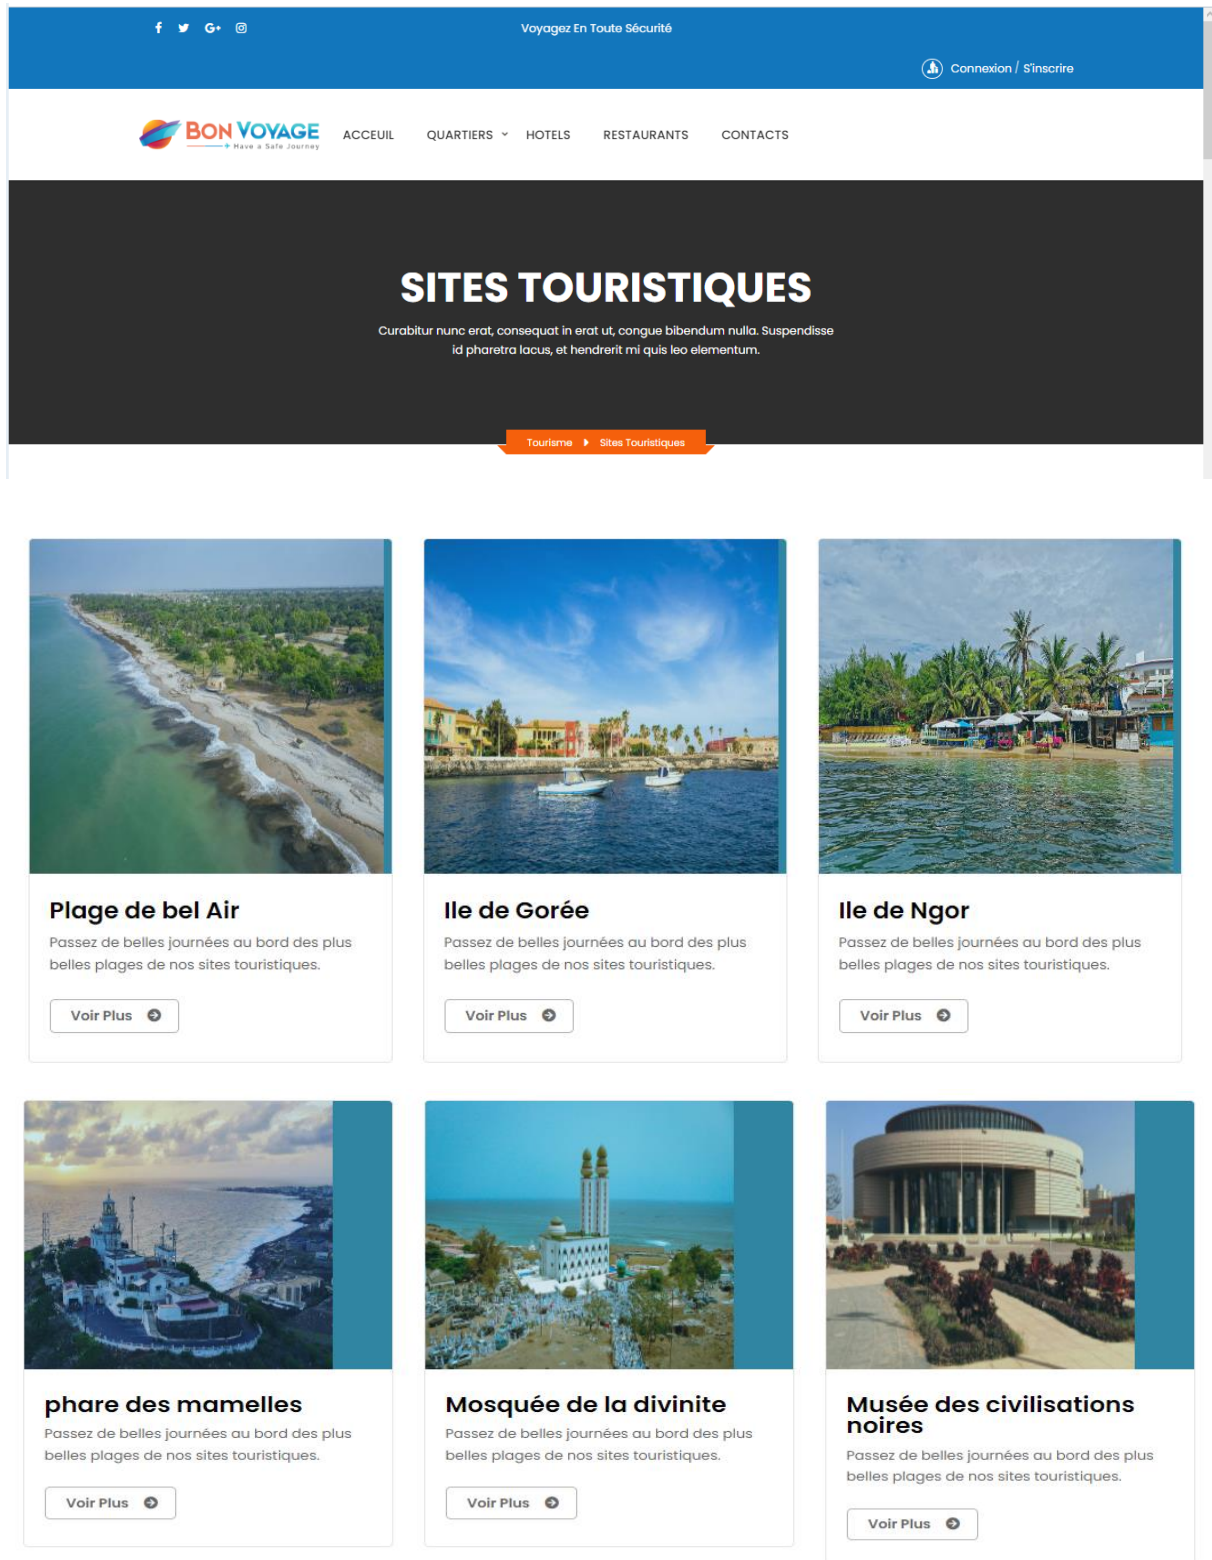 Voyagez En Toute Sécurité
Connexion / S'inscrire
BON VOYAGE
Have a Safe Journey
ACCEUIL QUARTIERS HOTELS RESTAURANTS CONTACTS
SITES TOURISTIQUES
Curabitur nunc erat, consequat in erat ut, congue bibendum nulla. Suspendisse
id pharetra lacus, et hendrerit mi quis leo elementum.
Tourisme Sites Touristiques
Plage de bel Air
Passez de belles journées au bord des plus
belles plages de nos sites touristiques.
Voir Plus
Ile de Gorée
Passez de belles journées au bord des plus
belles plages de nos sites touristiques.
Voir Plus
Ile de Ngor
Passez de belles journées au bord des plus
belles plages de nos sites touristiques.
Voir Plus
phare des mamelles
Passez de belles journées au bord des plus
belles plages de nos sites touristiques.
Voir Plus
Mosquée de la divinite
Passez de belles journées au bord des plus
belles plages de nos sites touristiques.
Voir Plus
Musée des civilisations
noires
Passez de belles journées au bord des plus
belles plages de nos sites touristiques.
Voir Plus